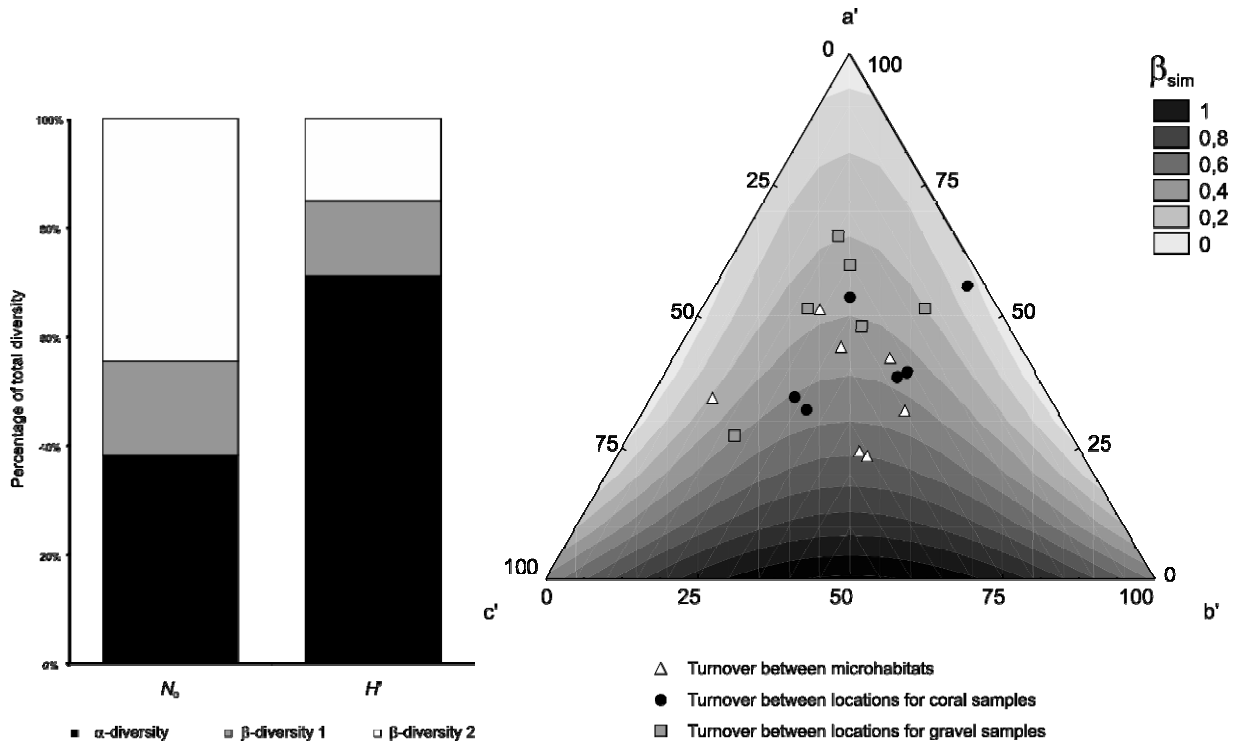 Percentage of total diversity
100%
80%
60%
40%
20%
0%
N₀
H'
α-diversity
β-diversity 1
β-diversity 2
a'
0
100
25
75
50
50
75
25
100
0
c'
0
25
50
75
100
b'
βsim
1
0,8
0,6
0,4
0,2
0
Turnover between microhabitats
Turnover between locations for coral samples
Turnover between locations for gravel samples